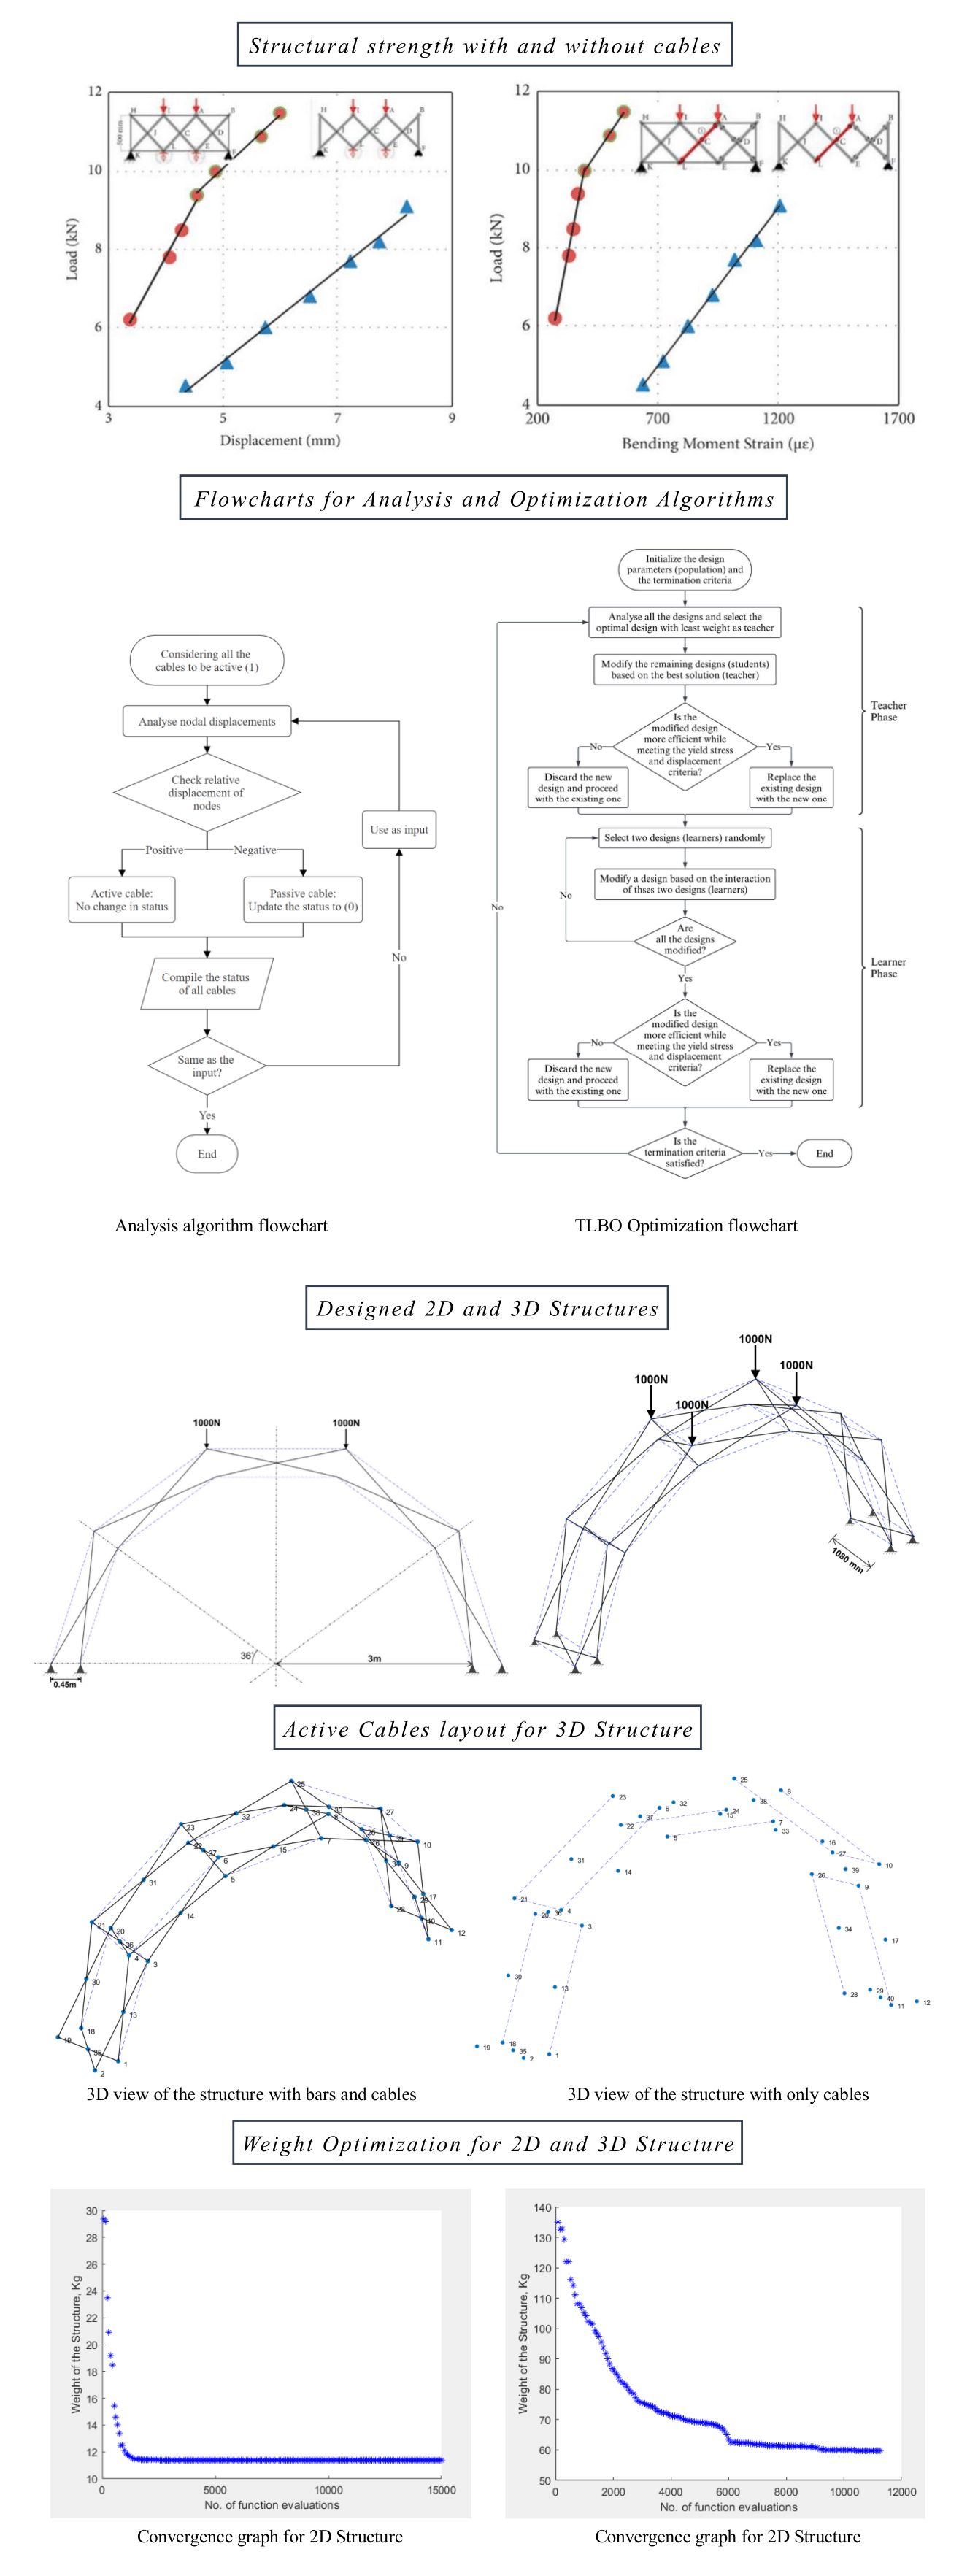 Structural strength with and without cables
12
10
8
6
4
3
5
7
9
Load (kN)
Displacement (mm)
H
I
A
B
J
C
D
K
L
E
F
500 mm
H
I
A
B
J
C
D
K
L
E
F
12
10
8
6
4
200
700
1200
1700
Load (kN)
Bending Moment Strain (με)
H
I
A
B
J
C
D
K
L
E
F
H
I
A
B
J
C
D
K
L
E
F
Flowcharts for Analysis and Optimization Algorithms
Considering all the
cables to be active (1)
Analyse nodal displacements
Check relative
displacement of
nodes
Positive
Negative
Active cable:
No change in status
Passive cable:
Update the status to (0)
Use as input
Compile the status
of all cables
No
Same as the
input?
Yes
End
Analysis algorithm flowchart
Initialize the design
parameters (population) and
the termination criteria
Analyse all the designs and select the
optimal design with least weight as teacher
Modify the remaining designs (students)
based on the best solution (teacher)
Is the
modified design
more efficient while
meeting the yield stress
and displacement
criteria?
No
Yes
Discard the new
design and proceed
with the existing one
Replace the
existing design
with the new one
Teacher
Phase
Select two designs (learners) randomly
Modify a design based on the interaction
of thses two designs (learners)
No
No
Are
all the designs
modified?
Yes
Is the
modified design
more efficient while
meeting the yield stress
and displacement
criteria?
No
Yes
Discard the new
design and proceed
with the existing one
Replace the
existing design
with the new one
Learner
Phase
Is the
termination criteria
satisfied?
Yes
End
TLBO Optimization flowchart
Designed 2D and 3D Structures
1000N
1000N
36°
3m
0.45m
1000N
1000N
1000N
1000N
1080 mm
Active Cables layout for 3D Structure
25
24
38
33
27
32
23
22
37
6
15
7
10
5
9
31
14
17
28
40
12
11
21
20
36
4
3
30
13
18
19
35
1
2
3D view of the structure with bars and cables
25
8
23
6
32
38
37
15
24
22
7
33
5
16
27
10
31
14
39
26
9
21
20
36
4
3
34
17
30
13
28
29
40
11
12
19
18
35
2
1
3D view of the structure with only cables
Weight Optimization for 2D and 3D Structure
30
28
26
24
22
20
18
16
14
12
10
0
5000
10000
15000
Weight of the Structure, Kg
No. of function evaluations
Convergence graph for 2D Structure
140
130
120
110
100
90
80
70
60
50
0
2000
4000
6000
8000
10000
12000
Weight of the Structure, Kg
No. of function evaluations
Convergence graph for 2D Structure